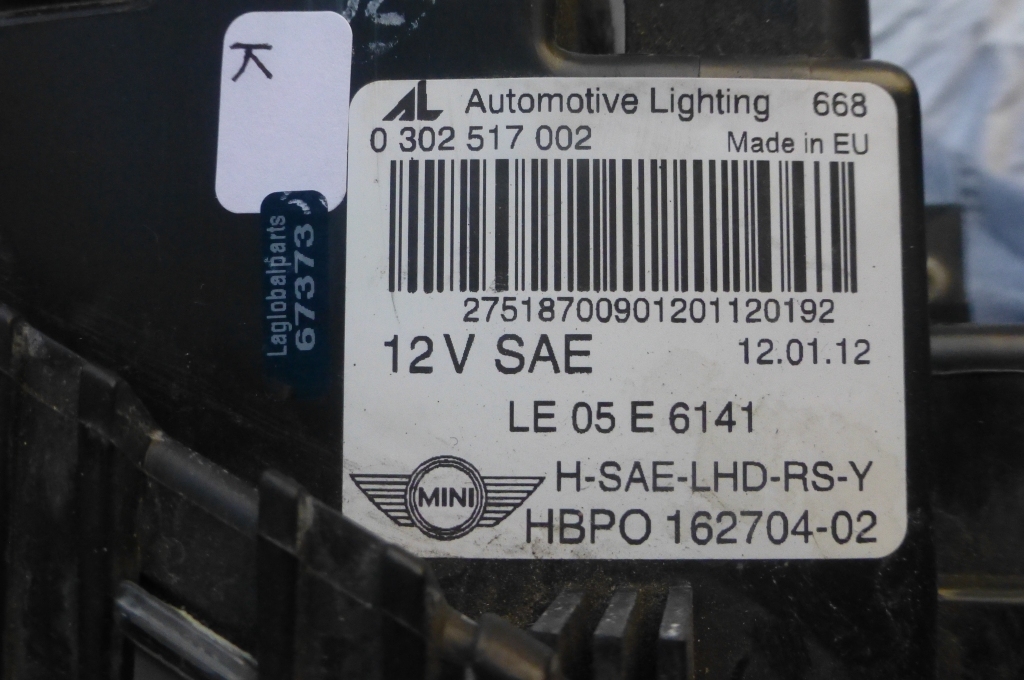 K
Laglobalparts
67373
AL Automotive Lighting 668
0 302 517 002 Made in EU
27518700901201120192
12V SAE 12.01.12
LE 05 E 6141
MINI H-SAE-LHD-RS-Y
HBPO 162704-02